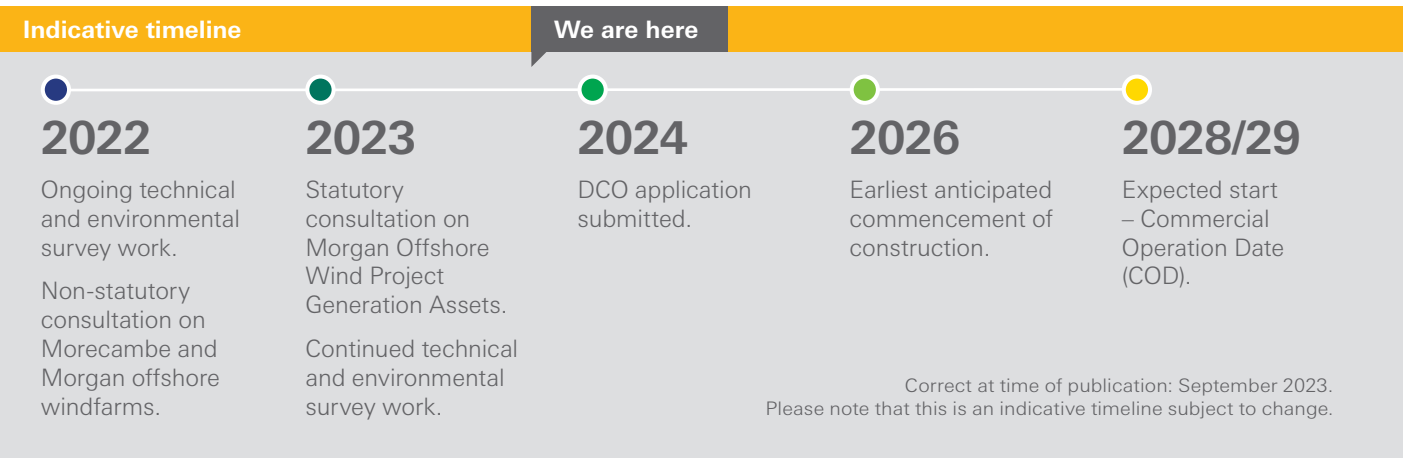 Indicative timeline
We are here
2022
Ongoing technical
and environmental
survey work.
Non-statutory
consultation on
Morecambe and
Morgan offshore
windfarms.
2023
Statutory
consultation on
Morgan Offshore
Wind Project
Generation Assets.
Continued technical
and environmental
survey work.
2024
DCO application
submitted.
2026
Earliest anticipated
commencement of
construction.
2028/29
Expected start
– Commercial
Operation Date
(COD).
Correct at time of publication: September 2023.
Please note that this is an indicative timeline subject to change.